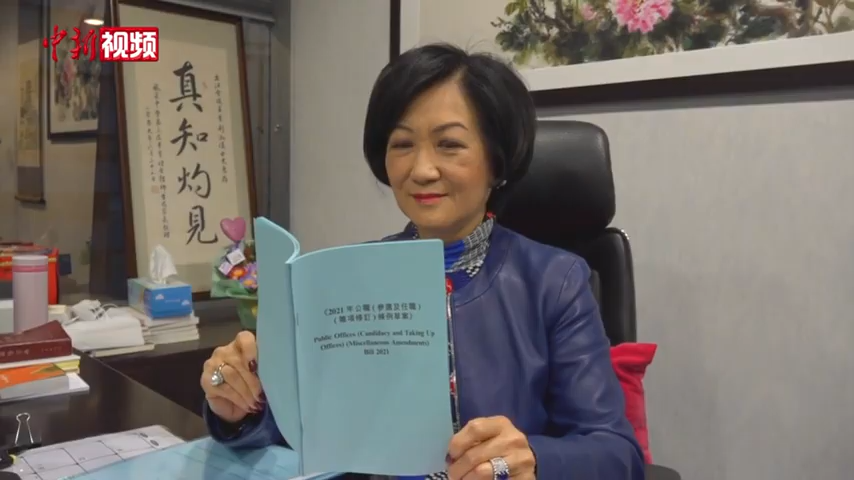 中新视频
真知灼見
《2021 年公職 ( 參選及任職 )
( 雜項修訂 ) 條例草案》
Public Offices (Candidacy and Taking Up
Offices) (Miscellaneous Amendments)
Bill 2021